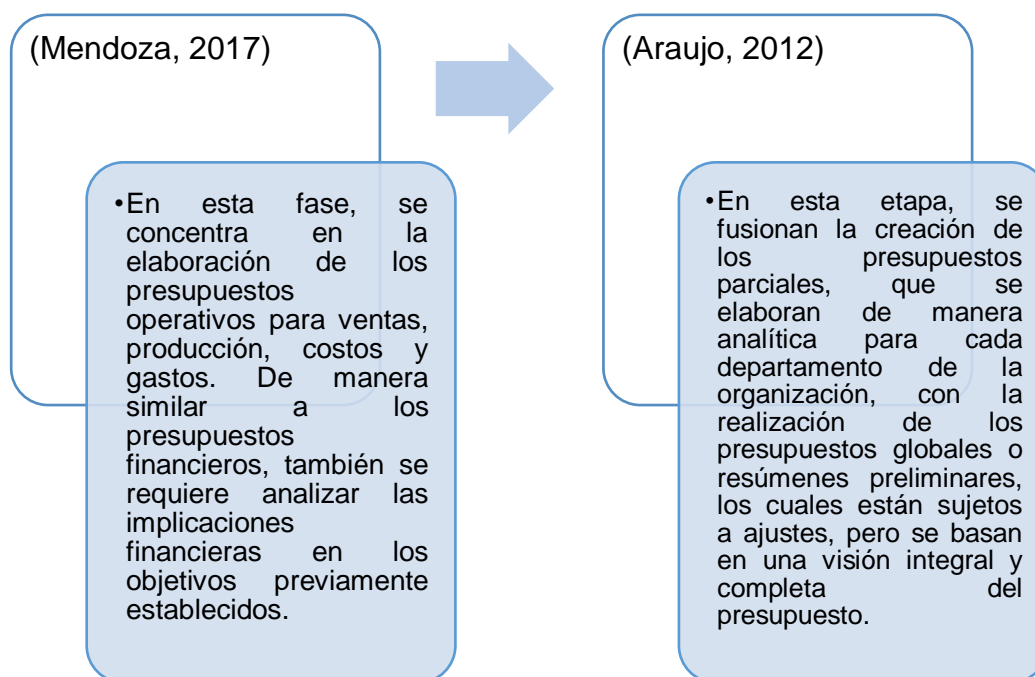 (Mendoza, 2017)
•En esta fase, se
concentra en la
elaboración de los
presupuestos
operativos para ventas,
producción, costos y
gastos. De manera
similar a los
presupuestos
financieros, también se
requiere analizar las
implicaciones
financieras en los
objetivos previamente
establecidos.
(Araujo, 2012)
•En esta etapa, se
fusionan la creación de
los presupuestos
parciales, que se
elaboran de manera
analítica para cada
departamento de la
organización, con la
realización de los
presupuestos globales o
resúmenes preliminares,
los cuales están sujetos
a ajustes, pero se basan
en una visión integral y
completa del
presupuesto.